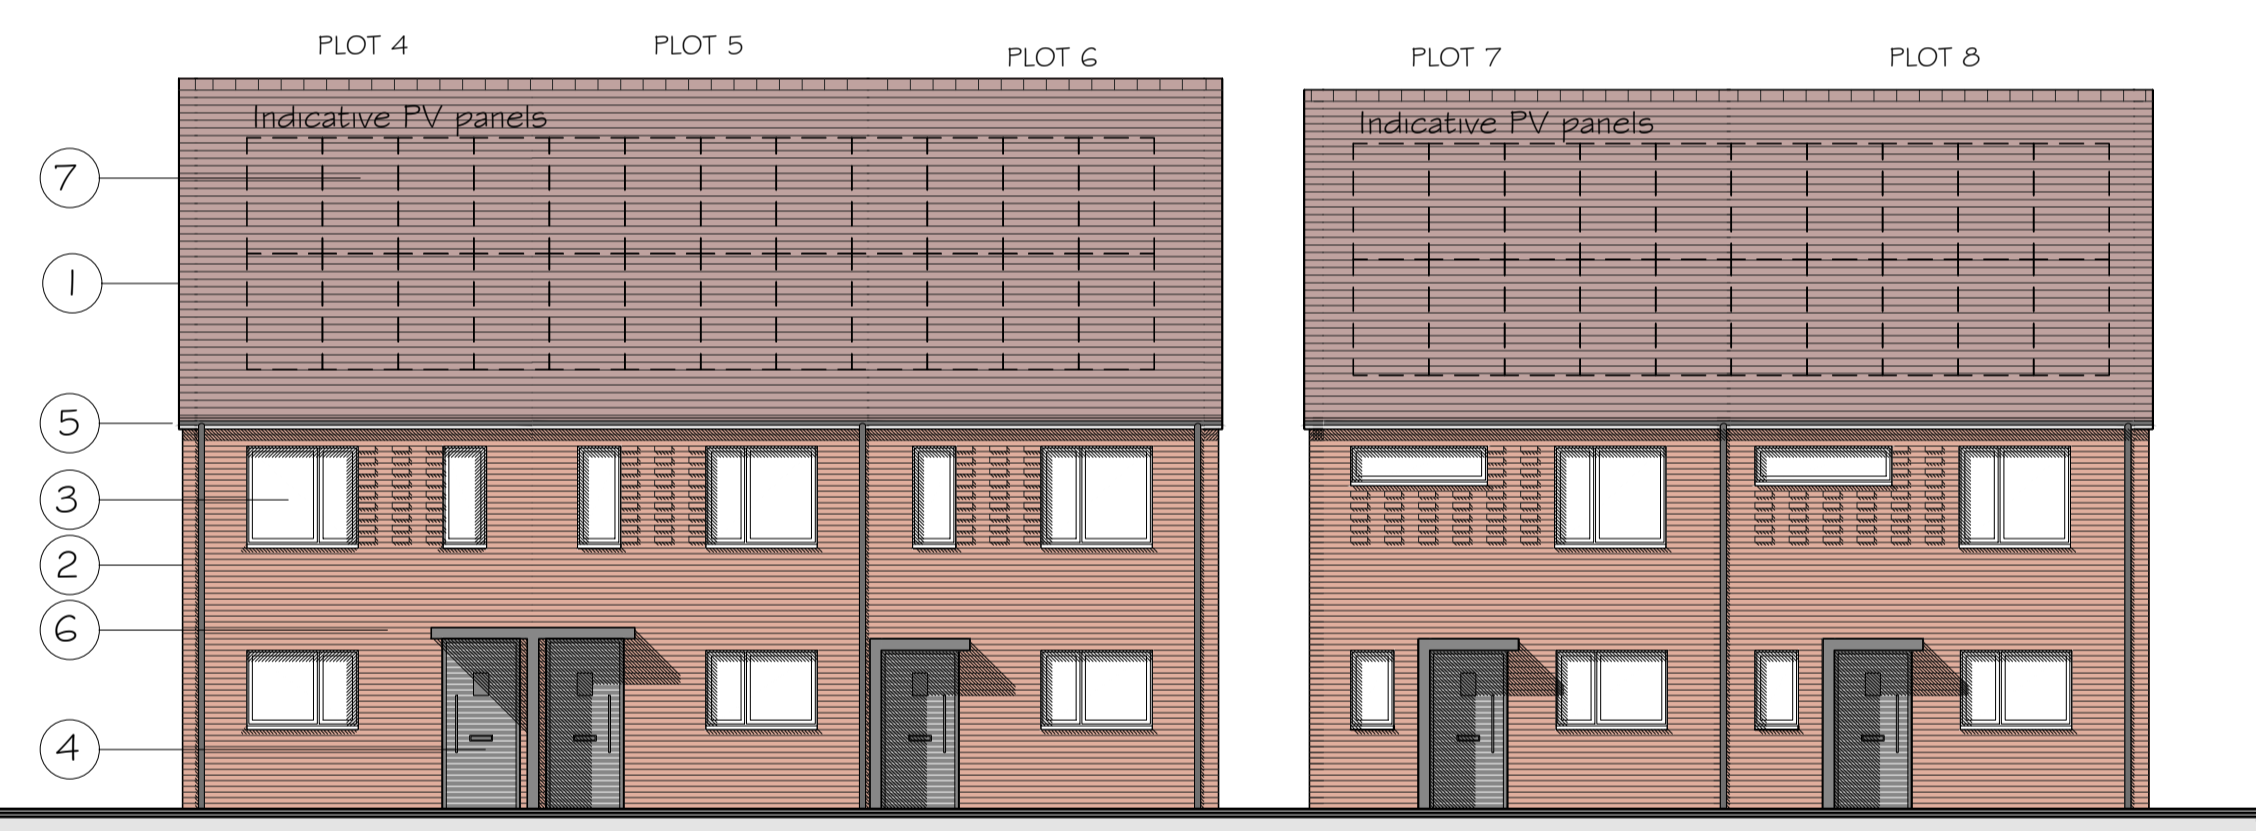 PLOT 4
PLOT 5
PLOT 6
PLOT 7
PLOT 8
Indicative PV panels
Indicative PV panels
7
1
5
3
2
6
4